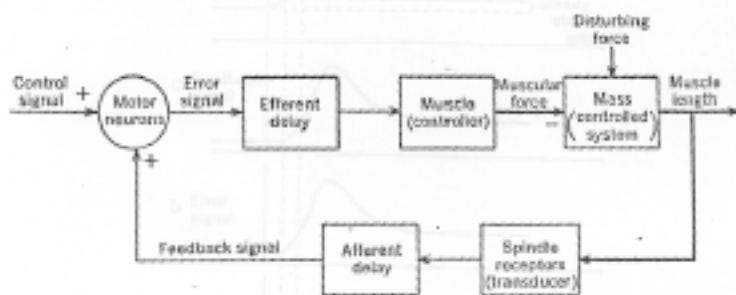 Disturbing
force
Control
signal
+
Motor
neurons
+
Error
signal
Efferent
delay
Muscle
(controller)
Muscular
force
−
Mass
(controlled
system)
Muscle
length
Feedback signal
Afferent
delay
Spindle
receptors
(transducer)